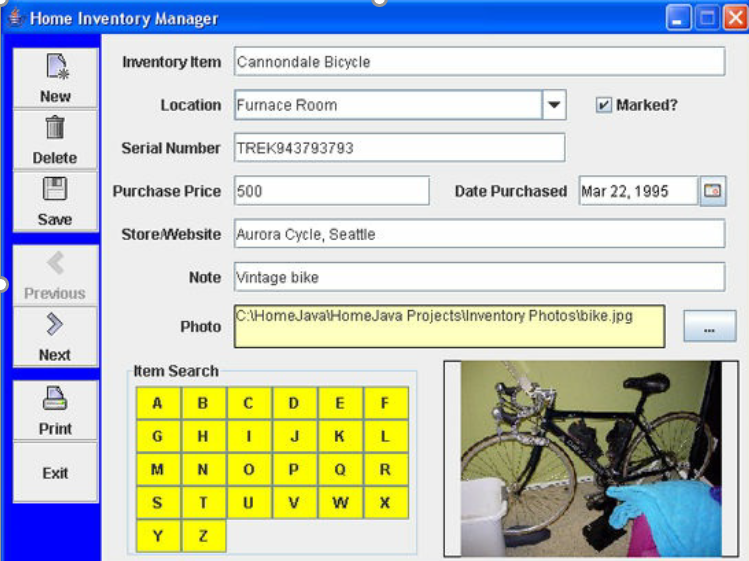 Home Inventory Manager
New
Delete
Save
Previous
Next
Print
Exit
Inventory Item Cannondale Bicycle
Location Furnace Room Marked?
Serial Number TREK943793793
Purchase Price 500 Date Purchased Mar 22, 1995
Store/Website Aurora Cycle, Seattle
Note Vintage bike
Photo C:\HomeJava\HomeJava Projects\Inventory Photos\bike.jpg ...
Item Search
A B C D E F
G H I J K L
M N O P Q R
S T U V W X
Y Z